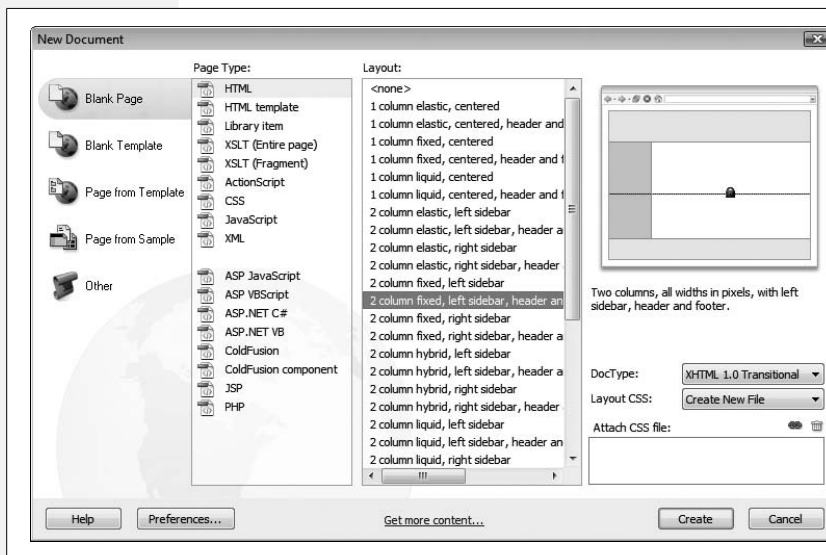 New Document
Blank Page
Blank Template
Page from Template
Page from Sample
Other
Page Type:
HTML
HTML template
Library item
XSLT (Entire page)
XSLT (Fragment)
ActionScript
CSS
JavaScript
XML
ASP JavaScript
ASP VBScript
ASP.NET C#
ASP.NET VB
ColdFusion
ColdFusion component
JSP
PHP
Layout:
<none>
1 column elastic, centered
1 column elastic, centered, header and
1 column fixed, centered
1 column fixed, centered, header and f
1 column liquid, centered
1 column liquid, centered, header and f
2 column elastic, left sidebar
2 column elastic, left sidebar, header a
2 column elastic, right sidebar
2 column elastic, right sidebar, header
2 column fixed, left sidebar
2 column fixed, left sidebar, header an
2 column fixed, right sidebar
2 column fixed, right sidebar, header a
2 column hybrid, left sidebar
2 column hybrid, left sidebar, header a
2 column hybrid, right sidebar
2 column hybrid, right sidebar, header
2 column liquid, left sidebar
2 column liquid, left sidebar, header an
2 column liquid, right sidebar
Two columns, all widths in pixels, with left
sidebar, header and footer.
DocType: XHTML 1.0 Transitional
Layout CSS: Create New File
Attach CSS file:
Help Preferences... Get more content... Create Cancel